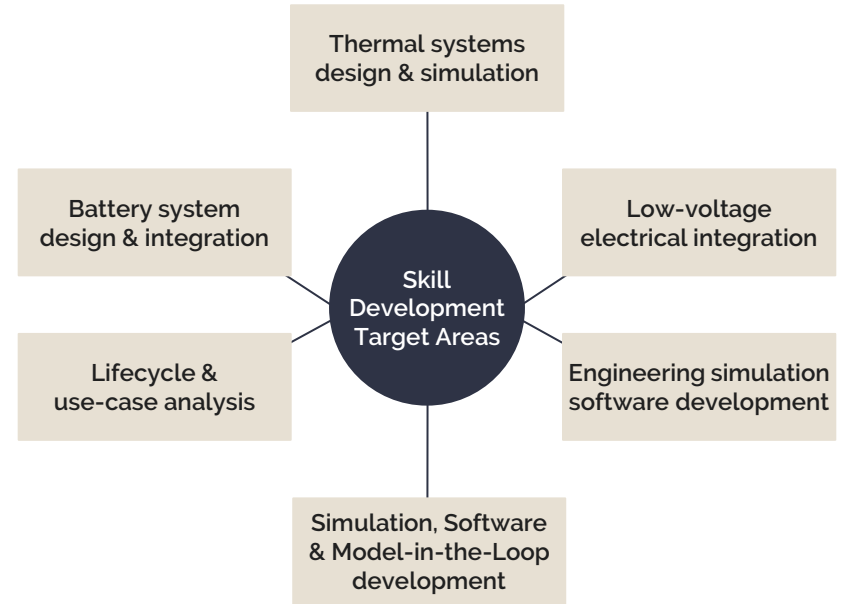 Thermal systems
design & simulation
Battery system
design & integration
Low-voltage
electrical integration
Skill
Development
Target Areas
Lifecycle &
use-case analysis
Engineering simulation
software development
Simulation, Software
& Model-in-the-Loop
development